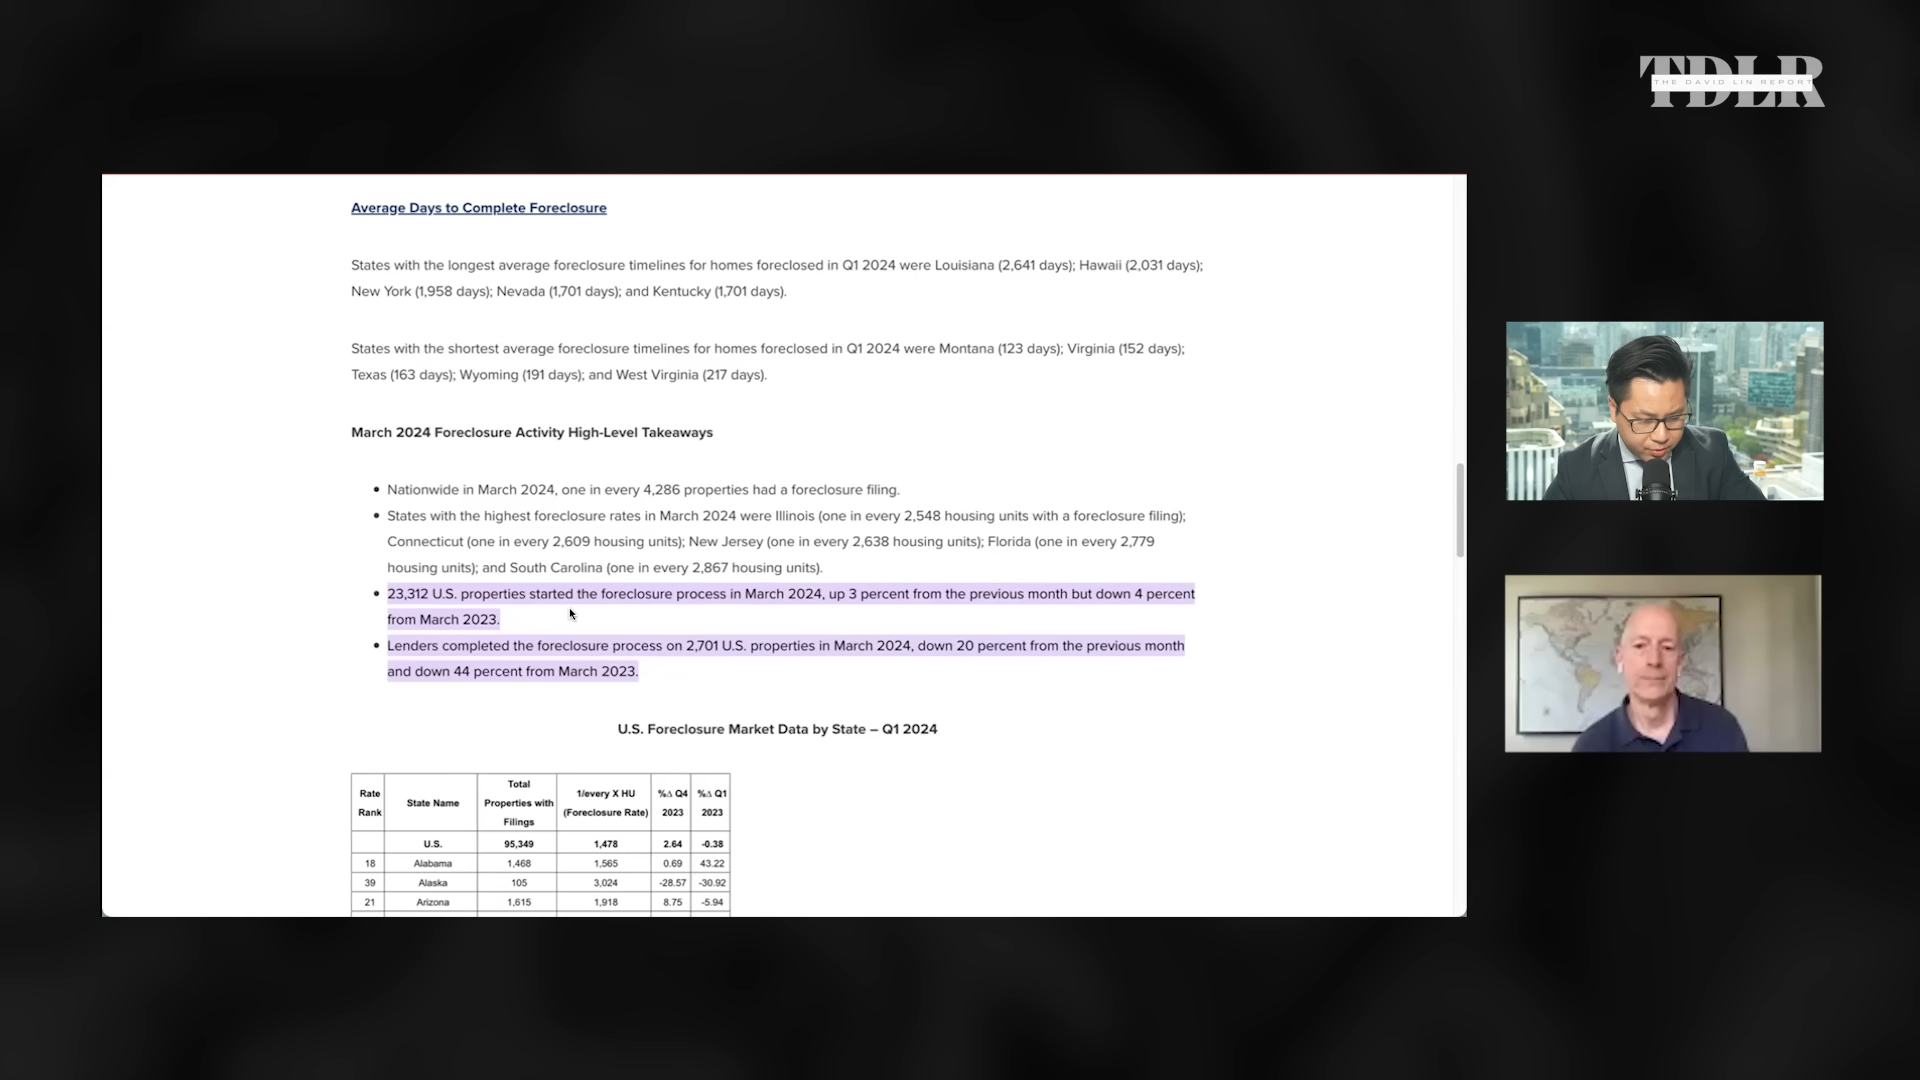 TDLR
THE DAVID LIN REPORT
Average Days to Complete Foreclosure
States with the longest average foreclosure timelines for homes foreclosed in Q1 2024 were Louisiana (2,641 days); Hawaii (2,031 days);
New York (1,958 days); Nevada (1,701 days); and Kentucky (1,701 days).
States with the shortest average foreclosure timelines for homes foreclosed in Q1 2024 were Montana (123 days); Virginia (152 days);
Texas (163 days); Wyoming (191 days); and West Virginia (217 days).
March 2024 Foreclosure Activity High-Level Takeaways
• Nationwide in March 2024, one in every 4,286 properties had a foreclosure filing.
• States with the highest foreclosure rates in March 2024 were Illinois (one in every 2,548 housing units with a foreclosure filing);
Connecticut (one in every 2,609 housing units); New Jersey (one in every 2,638 housing units); Florida (one in every 2,779
housing units); and South Carolina (one in every 2,867 housing units).
• 23,312 U.S. properties started the foreclosure process in March 2024, up 3 percent from the previous month but down 4 percent
from March 2023.
• Lenders completed the foreclosure process on 2,701 U.S. properties in March 2024, down 20 percent from the previous month
and down 44 percent from March 2023.
U.S. Foreclosure Market Data by State – Q1 2024
Rate Rank State Name Total Properties with Filings 1/every X HU (Foreclosure Rate) %∆ Q4 2023 %∆ Q1 2023
U.S. 95,349 1,478 2.64 -0.38
18 Alabama 1,468 1,565 0.69 43.22
39 Alaska 105 3,024 -28.57 -30.92
21 Arizona 1,615 1,918 8.75 -5.94